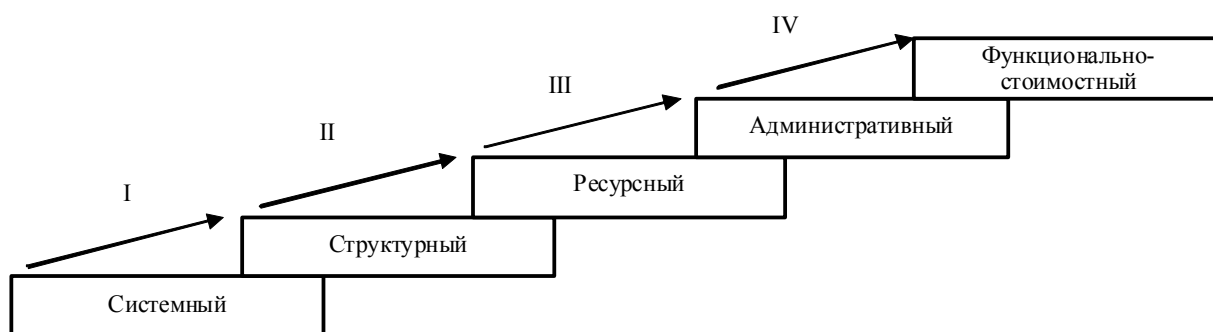 IV
Функционально-
стоимостный
III
Административный
II
Ресурсный
I
Структурный
Системный